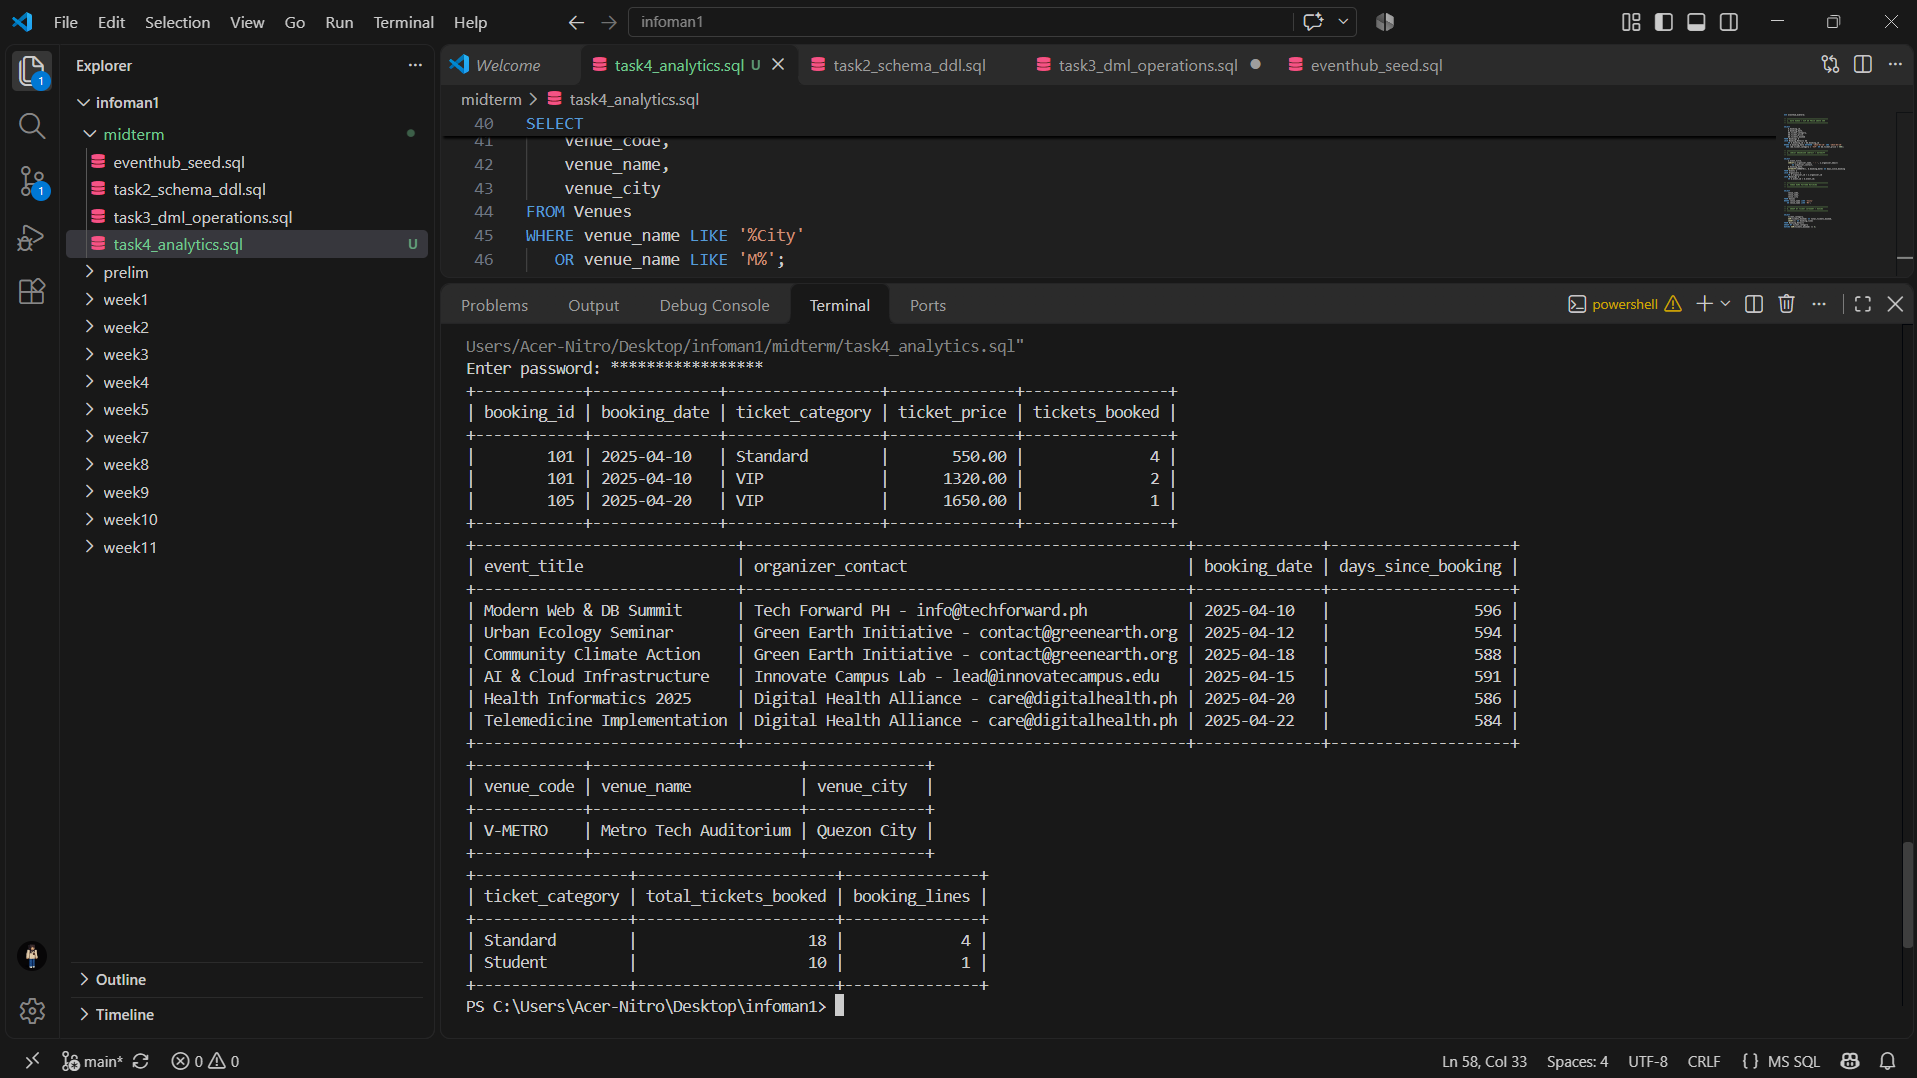 File Edit Selection View Go Run Terminal Help
infoman1
Explorer
Welcome
task4_analytics.sql U
task2_schema_ddl.sql
task3_dml_operations.sql
eventhub_seed.sql
infoman1
midterm
eventhub_seed.sql
task2_schema_ddl.sql
task3_dml_operations.sql
task4_analytics.sql U
prelim
week1
week2
week3
week4
week5
week7
week8
week9
week10
week11
Outline
Timeline
1
1
midterm > task4_analytics.sql
40 SELECT
41 venue_code,
42 venue_name,
43 venue_city
44 FROM Venues
45 WHERE venue_name LIKE '%City'
46 OR venue_name LIKE 'M%';
Problems Output Debug Console Terminal Ports
powershell
Users/Acer-Nitro/Desktop/infoman1/midterm/task4_analytics.sql"
Enter password: *****************
+------------+--------------+-----------------+--------------+----------------+
| booking_id | booking_date | ticket_category | ticket_price | tickets_booked |
+------------+--------------+-----------------+--------------+----------------+
| 101 | 2025-04-10 | Standard | 550.00 | 4 |
| 101 | 2025-04-10 | VIP | 1320.00 | 2 |
| 105 | 2025-04-20 | VIP | 1650.00 | 1 |
+------------+--------------+-----------------+--------------+----------------+
+-----------------------------+-------------------------------------------------+--------------+--------------------+
| event_title | organizer_contact | booking_date | days_since_booking |
+-----------------------------+-------------------------------------------------+--------------+--------------------+
| Modern Web & DB Summit | Tech Forward PH - info@techforward.ph | 2025-04-10 | 596 |
| Urban Ecology Seminar | Green Earth Initiative - contact@greenearth.org | 2025-04-12 | 594 |
| Community Climate Action | Green Earth Initiative - contact@greenearth.org | 2025-04-18 | 588 |
| AI & Cloud Infrastructure | Innovate Campus Lab - lead@innovatecampus.edu | 2025-04-15 | 591 |
| Health Informatics 2025 | Digital Health Alliance - care@digitalhealth.ph | 2025-04-20 | 586 |
| Telemedicine Implementation | Digital Health Alliance - care@digitalhealth.ph | 2025-04-22 | 584 |
+-----------------------------+-------------------------------------------------+--------------+--------------------+
+------------+-----------------------+-------------+
| venue_code | venue_name | venue_city |
+------------+-----------------------+-------------+
| V-METRO | Metro Tech Auditorium | Quezon City |
+------------+-----------------------+-------------+
+-----------------+----------------------+---------------+
| ticket_category | total_tickets_booked | booking_lines |
+-----------------+----------------------+---------------+
| Standard | 18 | 4 |
| Student | 10 | 1 |
+-----------------+----------------------+---------------+
PS C:\Users\Acer-Nitro\Desktop\infoman1>
main* 0 0
Ln 58, Col 33 Spaces: 4 UTF-8 CRLF {} MS SQL